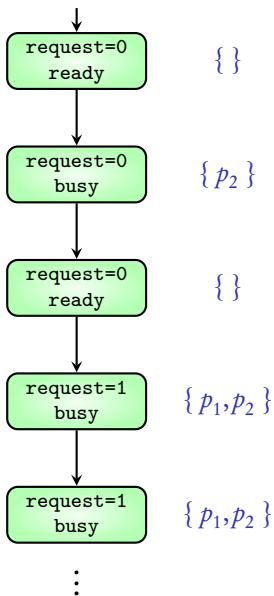 request=0
ready
{ }
request=0
busy
{ p₂ }
request=0
ready
{ }
request=1
busy
{ p₁,p₂ }
request=1
busy
{ p₁,p₂ }
⋮